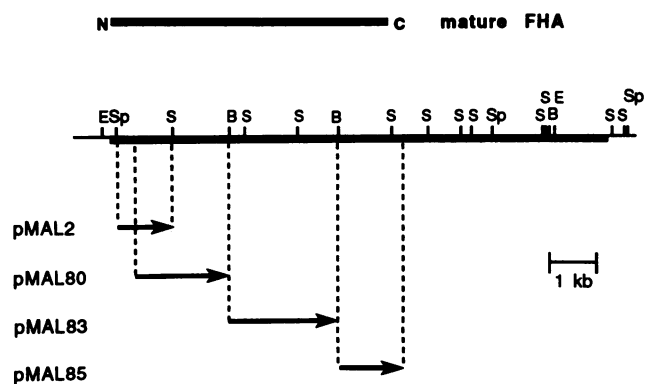 N C mature FHA
S E Sp
E Sp S B S S B S S S S Sp S B S S
pMAL2
pMAL80
1 kb
pMAL83
pMAL85